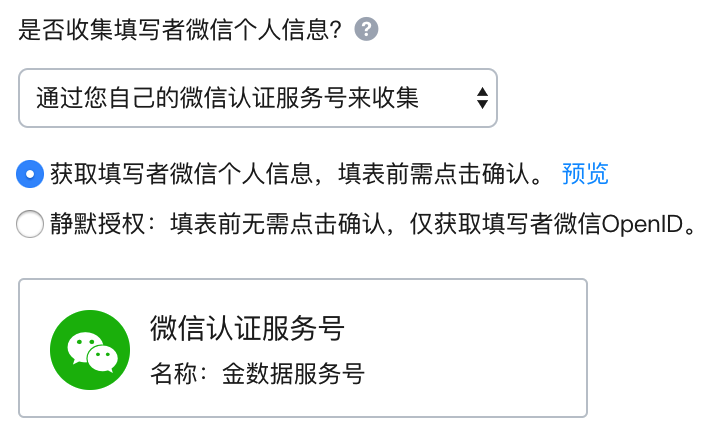 是否收集填写者微信个人信息？ ?
通过您自己的微信认证服务号来收集
获取填写者微信个人信息，填表前需点击确认。 预览
静默授权：填表前无需点击确认，仅获取填写者微信OpenID。
微信认证服务号
名称：金数据服务号